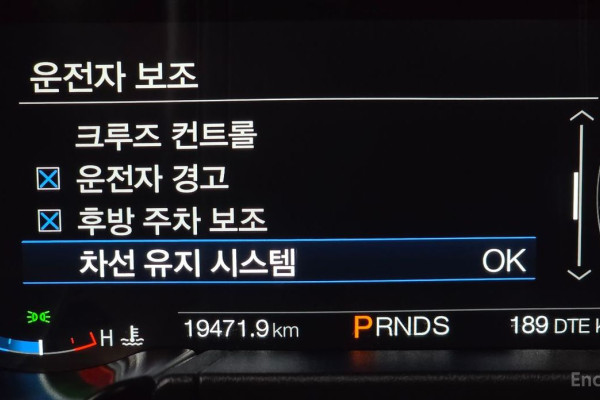 운전자 보조
크루즈 컨트롤
운전자 경고
후방 주차 보조
차선 유지 시스템 OK
H 19471.9 km PRNDS 189 DTE k
Enc